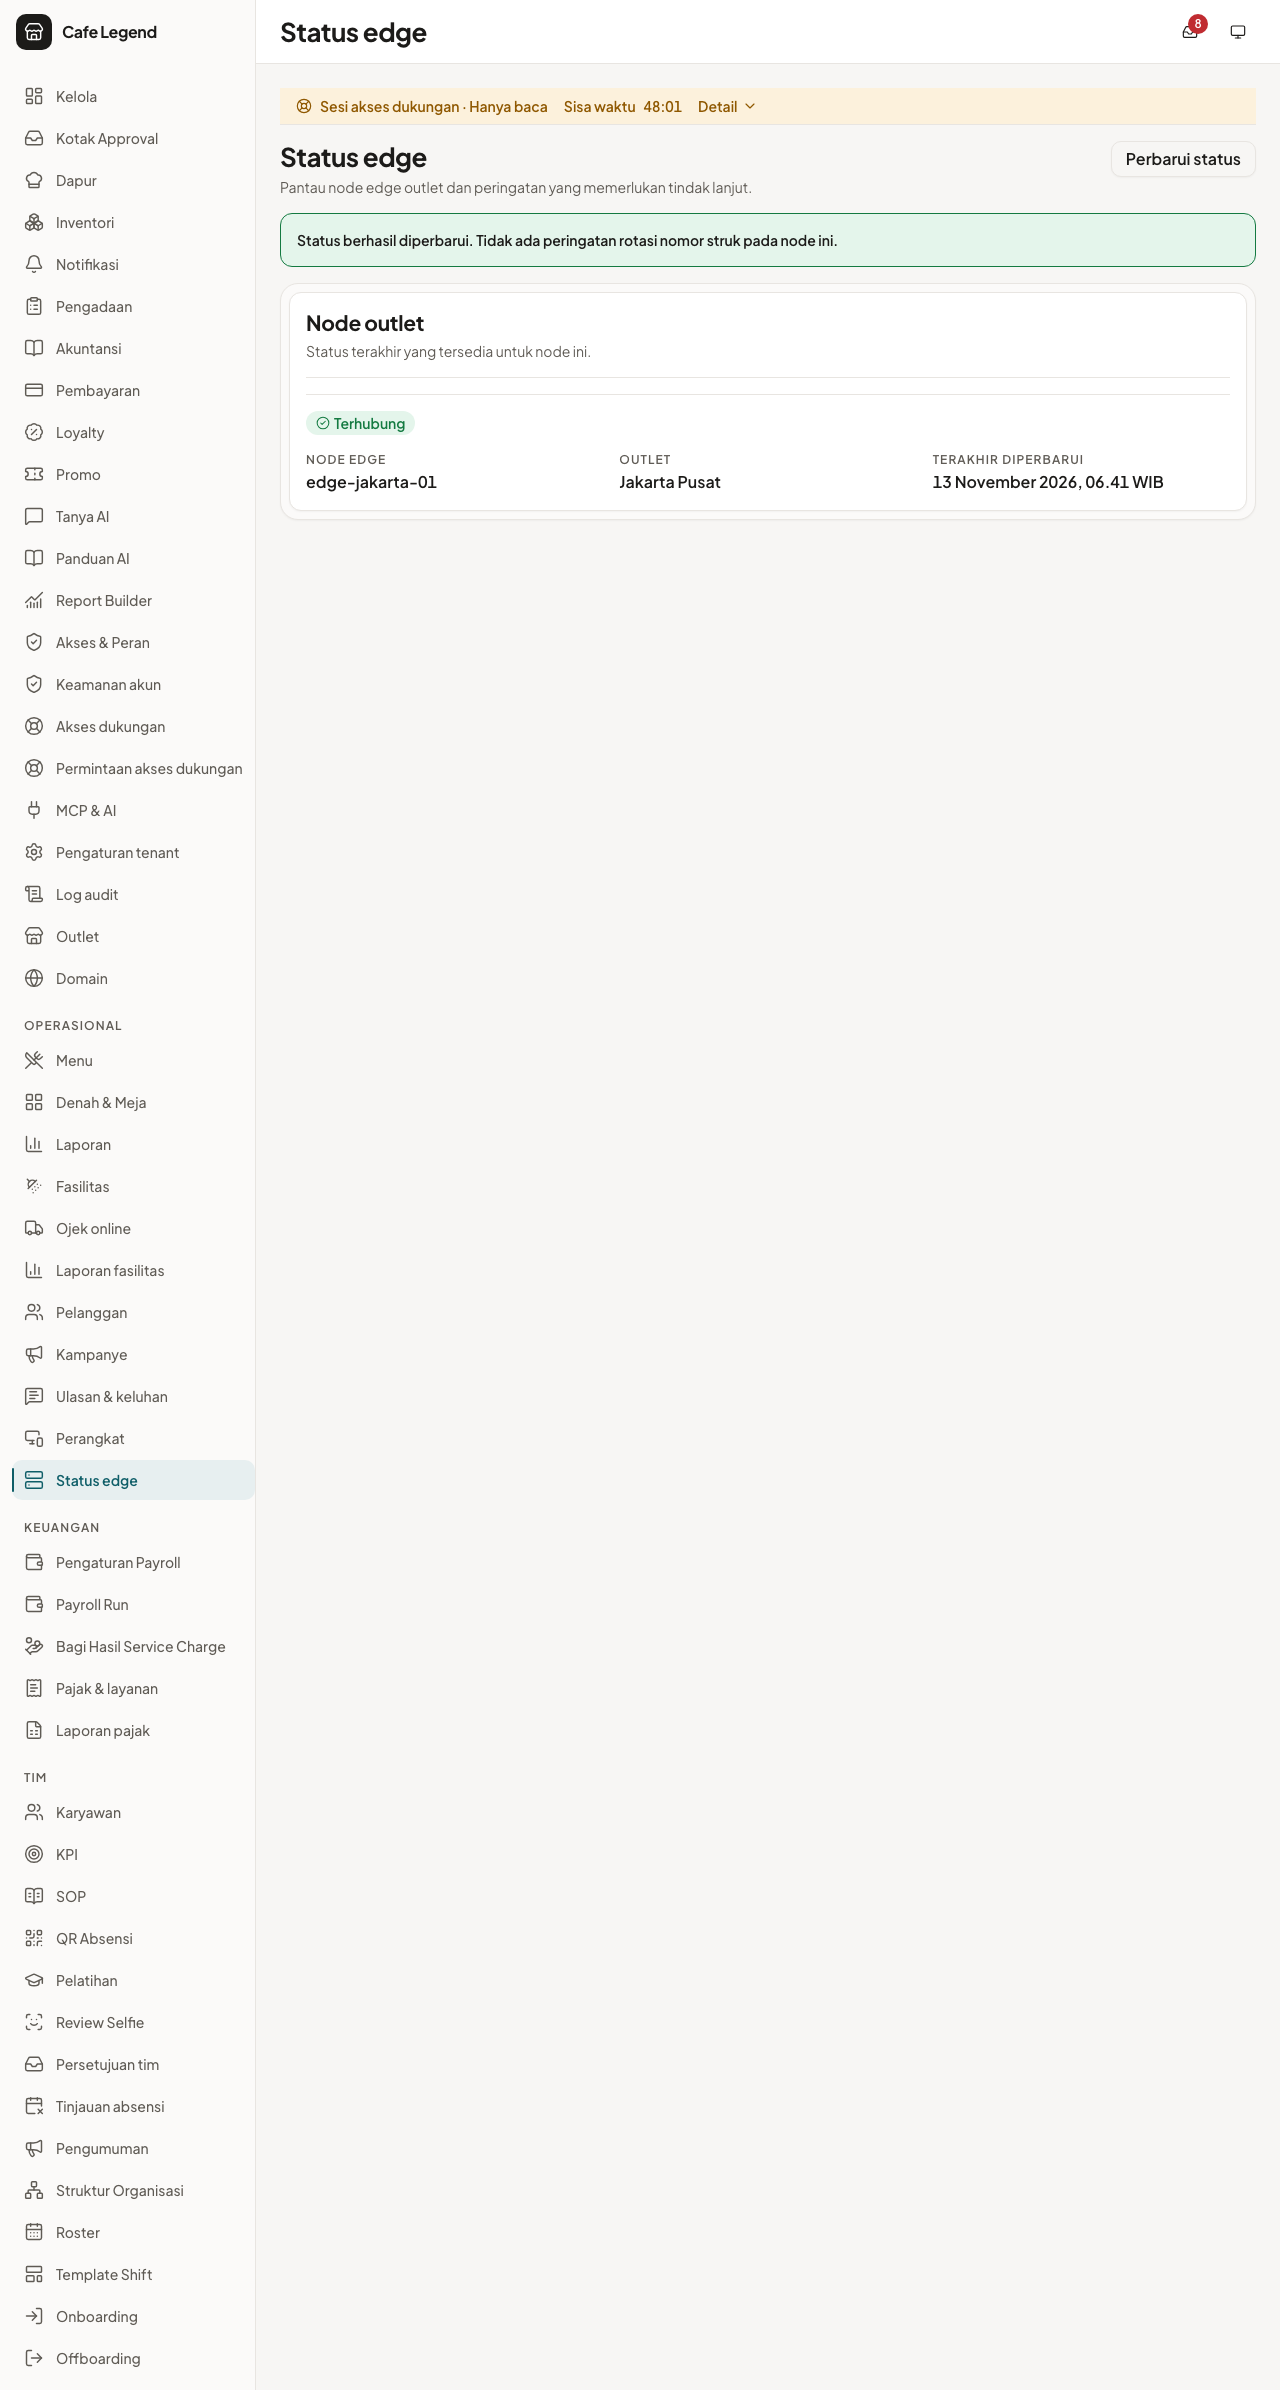 Cafe Legend
Kelola
Kotak Approval
Dapur
Inventori
Notifikasi
Pengadaan
Akuntansi
Pembayaran
Loyalty
Promo
Tanya AI
Panduan AI
Report Builder
Akses & Peran
Keamanan akun
Akses dukungan
Permintaan akses dukungan
MCP & AI
Pengaturan tenant
Log audit
Outlet
Domain
OPERASIONAL
Menu
Denah & Meja
Laporan
Fasilitas
Ojek online
Laporan fasilitas
Pelanggan
Kampanye
Ulasan & keluhan
Perangkat
Status edge
KEUANGAN
Pengaturan Payroll
Payroll Run
Bagi Hasil Service Charge
Pajak & layanan
Laporan pajak
TIM
Karyawan
KPI
SOP
QR Absensi
Pelatihan
Review Selfie
Persetujuan tim
Tinjauan absensi
Pengumuman
Struktur Organisasi
Roster
Template Shift
Onboarding
Offboarding
Status edge
8
Sesi akses dukungan · Hanya baca Sisa waktu 48:01 Detail
Status edge
Perbarui status
Pantau node edge outlet dan peringatan yang memerlukan tindak lanjut.
Status berhasil diperbarui. Tidak ada peringatan rotasi nomor struk pada node ini.
Node outlet
Status terakhir yang tersedia untuk node ini.
Terhubung
NODE EDGE
edge-jakarta-01
OUTLET
Jakarta Pusat
TERAKHIR DIPERBARUI
13 November 2026, 06.41 WIB